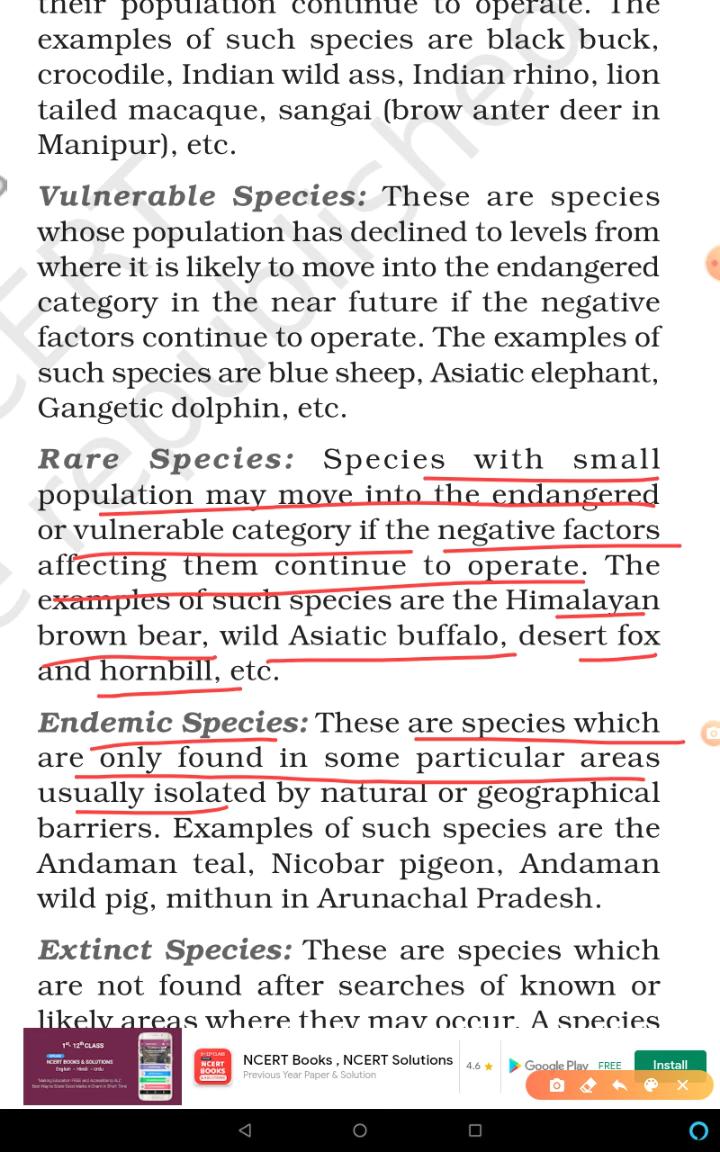 their population continue to operate. The
examples of such species are black buck,
crocodile, Indian wild ass, Indian rhino, lion
tailed macaque, sangai (brow anter deer in
Manipur), etc.
Vulnerable Species: These are species
whose population has declined to levels from
where it is likely to move into the endangered
category in the near future if the negative
factors continue to operate. The examples of
such species are blue sheep, Asiatic elephant,
Gangetic dolphin, etc.
Rare Species: Species with small
population may move into the endangered
or vulnerable category if the negative factors
affecting them continue to operate. The
examples of such species are the Himalayan
brown bear, wild Asiatic buffalo, desert fox
and hornbill, etc.
Endemic Species: These are species which
are only found in some particular areas
usually isolated by natural or geographical
barriers. Examples of such species are the
Andaman teal, Nicobar pigeon, Andaman
wild pig, mithun in Arunachal Pradesh.
Extinct Species: These are species which
are not found after searches of known or
likely areas where they may occur. A species
1st 12th CLASS
NCERT BOOKS & SOLUTIONS
English - Hindi - Urdu
NCERT BOOKS
NCERT Books , NCERT Solutions
Previous Year Paper & Solution
4.6 ★
Google Play FREE
Install
republished